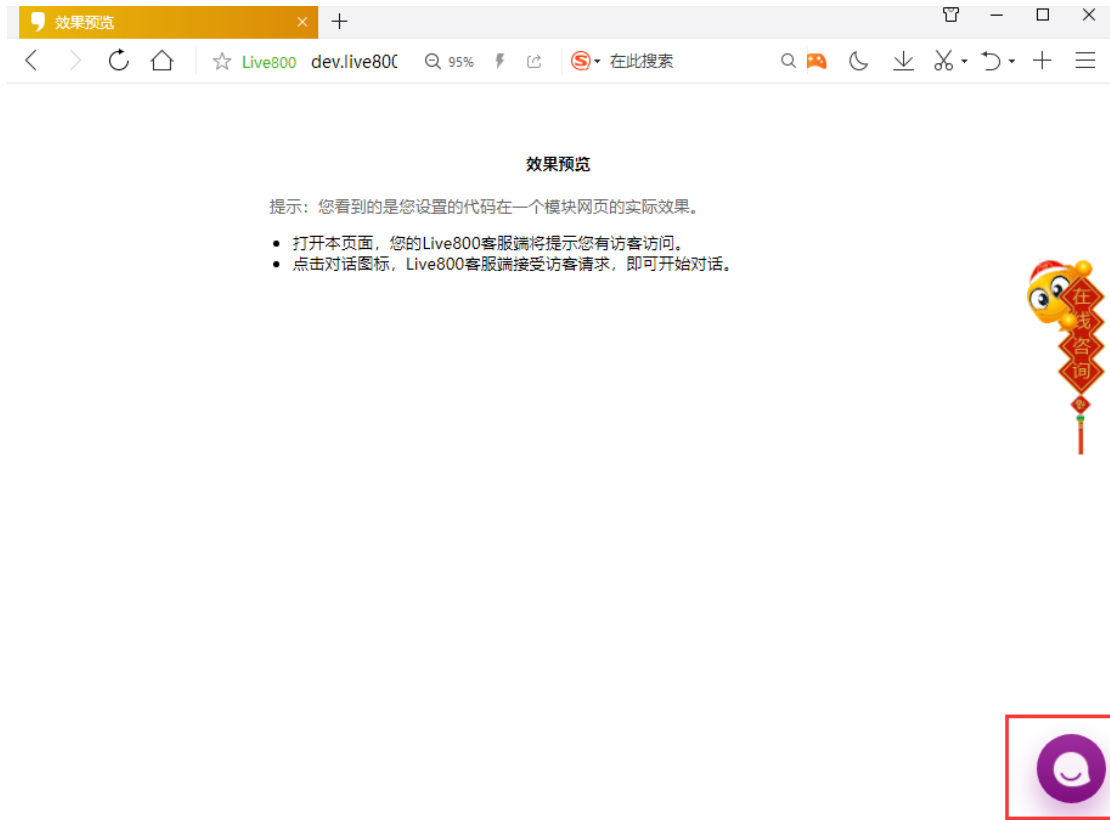 效果预览
Live800 dev.live800 95% 在此搜索
效果预览
提示：您看到的是您设置的代码在一个模块网页的实际效果。
打开本页面，您的Live800客服端将提示您有访客访问。
点击对话图标，Live800客服端接受访客请求，即可开始对话。
在线咨询